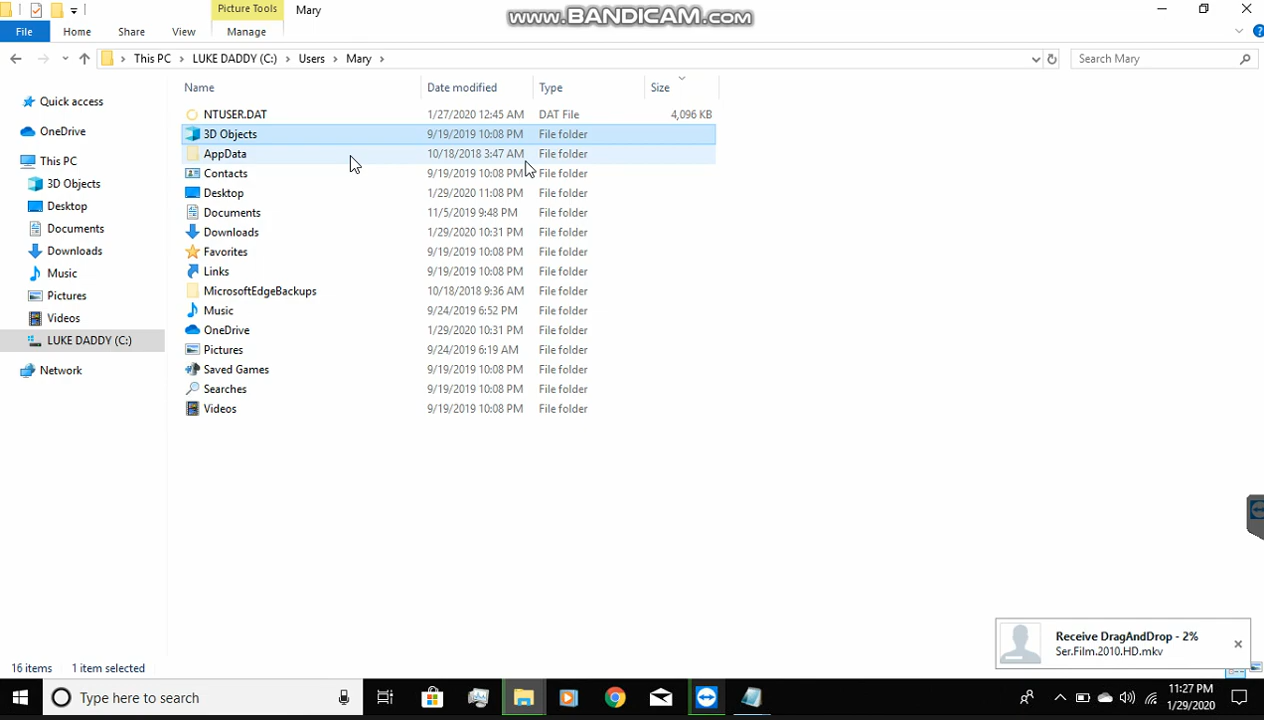 Picture Tools
Mary
www.BANDICAM.com
File
Home
Share
View
Manage
This PC
LUKE DADDY (C:)
Users
Mary
Search Mary
Name
Date modified
Type
Size
NTUSER.DAT 1/27/2020 12:45 AM DAT File 4,096 KB
3D Objects 9/19/2019 10:08 PM File folder
AppData 10/18/2018 3:47 AM File folder
Contacts 9/19/2019 10:08 PM File folder
Desktop 1/29/2020 11:08 PM File folder
Documents 11/5/2019 9:48 PM File folder
Downloads 1/29/2020 10:31 PM File folder
Favorites 9/19/2019 10:08 PM File folder
Links 9/19/2019 10:08 PM File folder
MicrosoftEdgeBackups 10/18/2018 9:36 AM File folder
Music 9/24/2019 6:52 PM File folder
OneDrive 1/29/2020 10:31 PM File folder
Pictures 9/24/2019 6:19 AM File folder
Saved Games 9/19/2019 10:08 PM File folder
Searches 9/19/2019 10:08 PM File folder
Videos 9/19/2019 10:08 PM File folder
Quick access
OneDrive
This PC
3D Objects
Desktop
Documents
Downloads
Music
Pictures
Videos
LUKE DADDY (C:)
Network
Receive DragAndDrop - 2%
Ser.Film.2010.HD.mkv
16 items
1 item selected
Type here to search
11:27 PM
1/29/2020